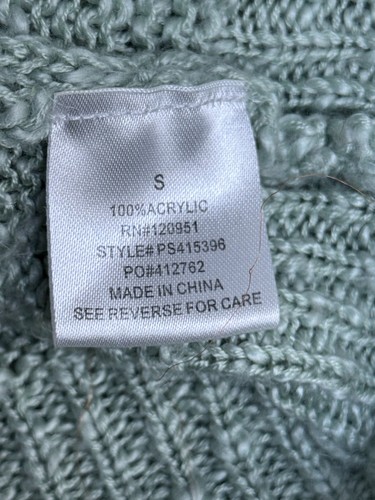 S
100%ACRYLIC
RN#120951
STYLE# PS415396
PO#412762
MADE IN CHINA
SEE REVERSE FOR CARE